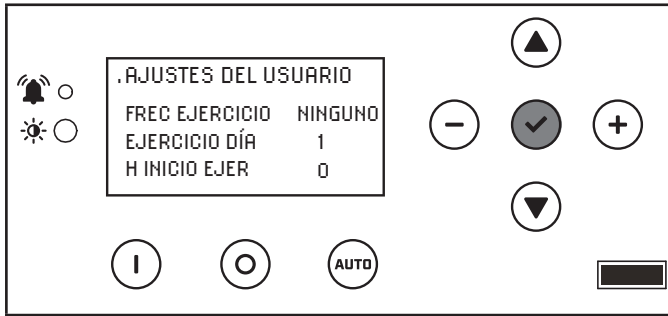 .AJUSTES DEL USUARIO
FREC EJERCICIO NINGUNO
EJERCICIO DÍA 1
H INICIO EJER 0
AUTO